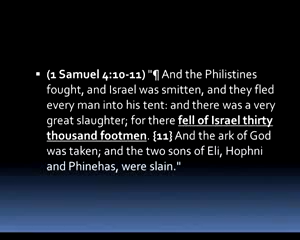 (1 Samuel 4:10-11) "¶ And the Philistines
fought, and Israel was smitten, and they fled
every man into his tent: and there was a very
great slaughter; for there fell of Israel thirty
thousand footmen. {11} And the ark of God
was taken; and the two sons of Eli, Hophni
and Phinehas, were slain."